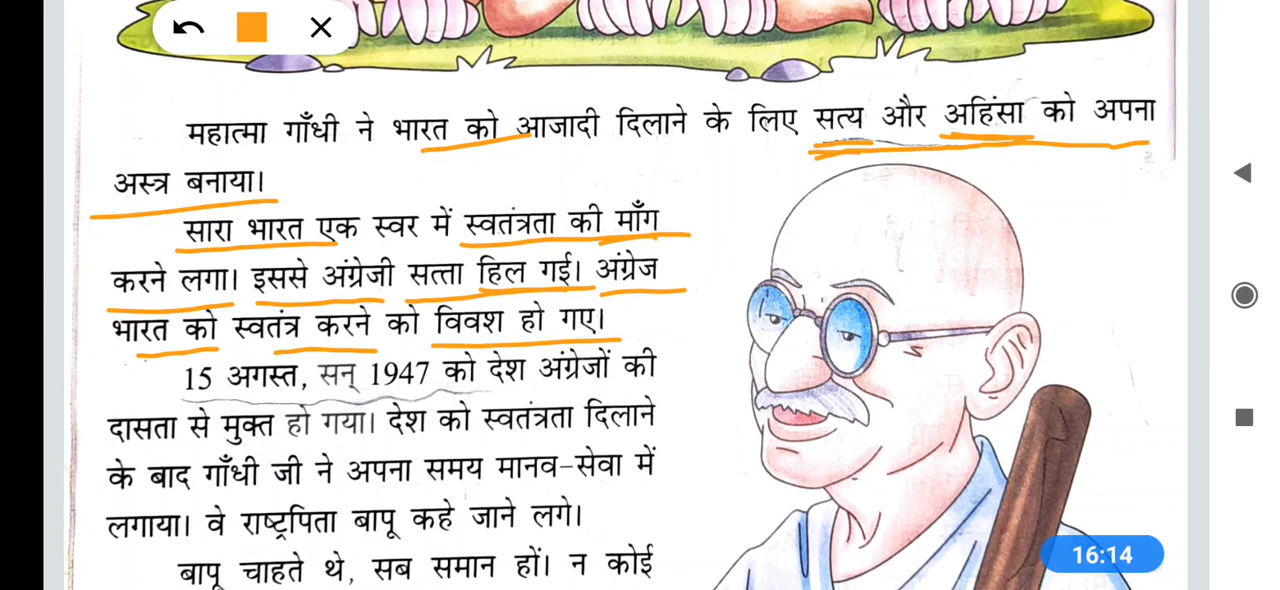 महात्मा गाँधी ने भारत को आजादी दिलाने के लिए सत्य और अहिंसा को अपना
अस्त्र बनाया।
सारा भारत एक स्वर में स्वतंत्रता की माँग
करने लगा। इससे अंग्रेजी सत्ता हिल गई। अंग्रेज
भारत को स्वतंत्र करने को विवश हो गए।
15 अगस्त, सन् 1947 को देश अंग्रेजों की
दासता से मुक्त हो गया। देश को स्वतंत्रता दिलाने
के बाद गाँधी जी ने अपना समय मानव-सेवा में
लगाया। वे राष्ट्रपिता बापू कहे जाने लगे।
बापू चाहते थे, सब समान हों। न कोई
16:14